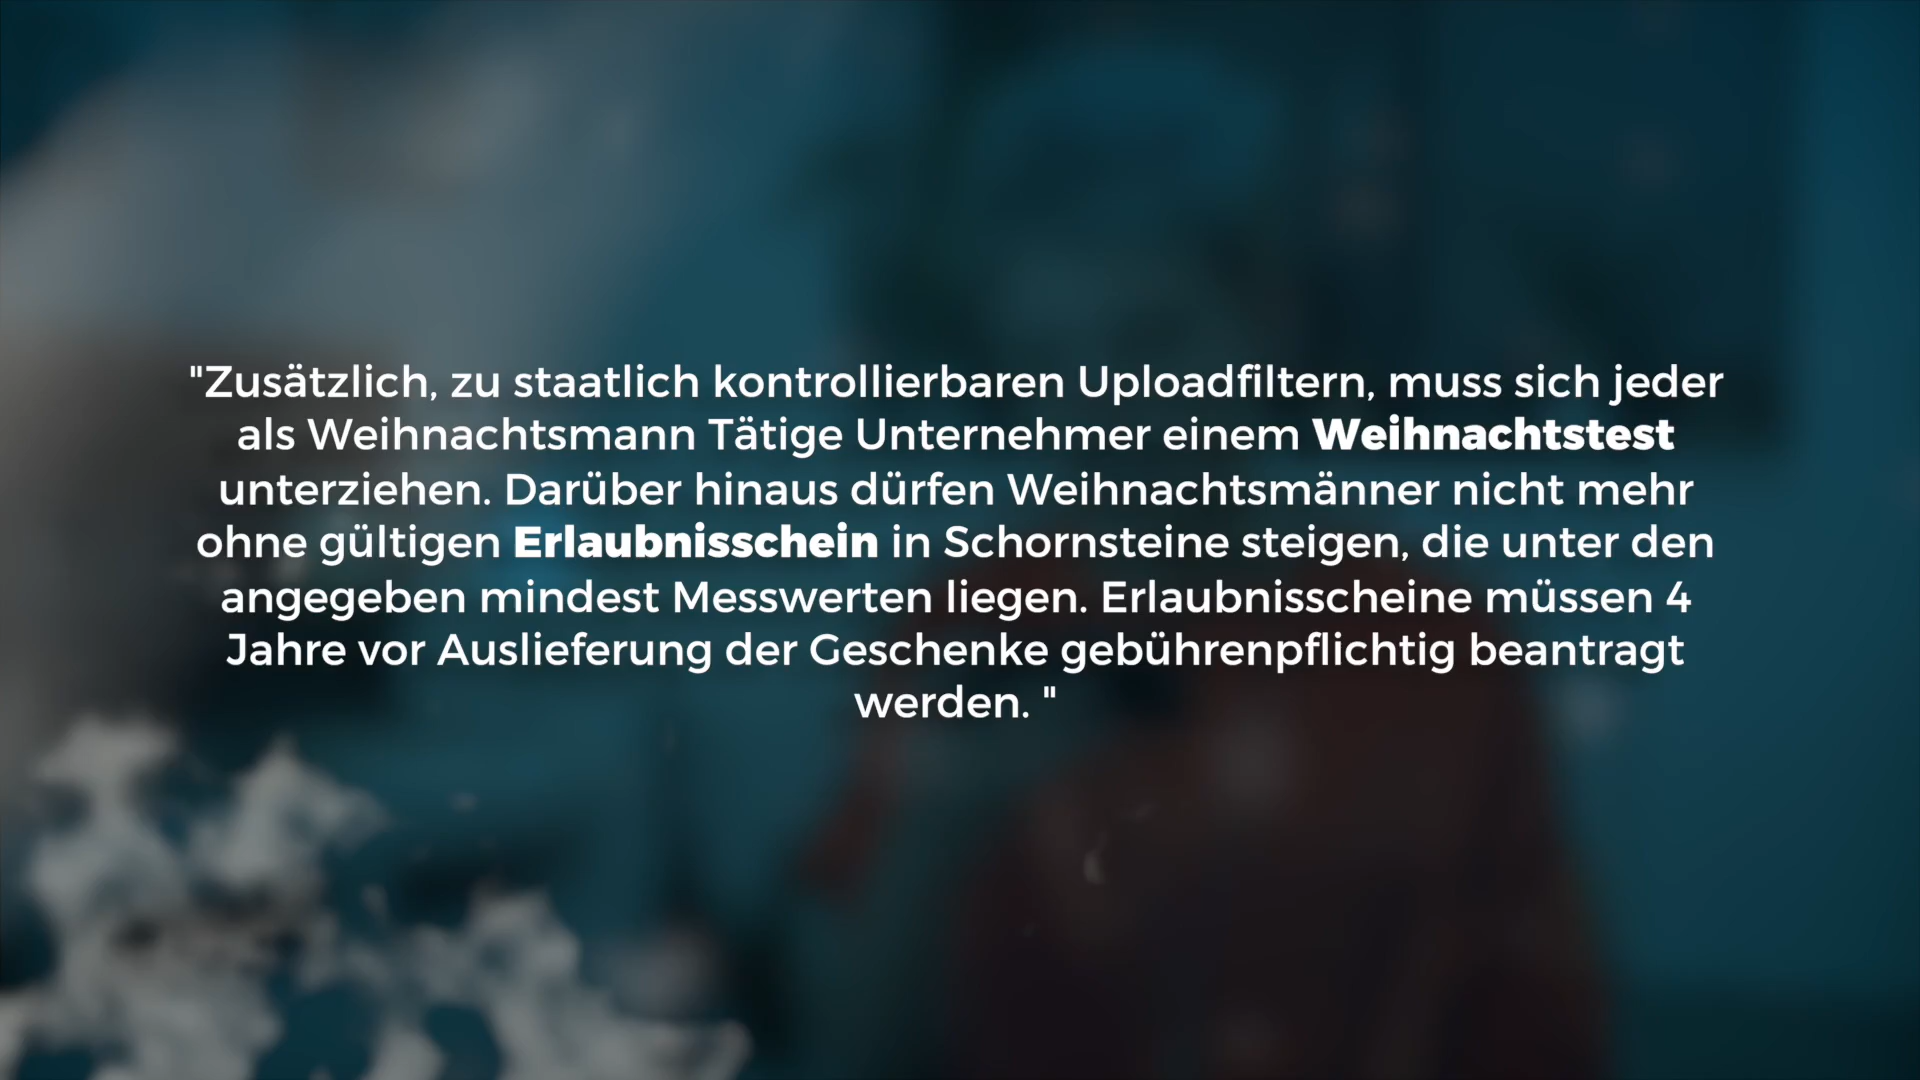 "Zusätzlich, zu staatlich kontrollierbaren Uploadfiltern, muss sich jeder
als Weihnachtsmann Tätige Unternehmer einem Weihnachtstest
unterziehen. Darüber hinaus dürfen Weihnachtsmänner nicht mehr
ohne gültigen Erlaubnisschein in Schornsteine steigen, die unter den
angegeben mindest Messwerten liegen. Erlaubnisscheine müssen 4
Jahre vor Auslieferung der Geschenke gebührenpflichtig beantragt
werden. "